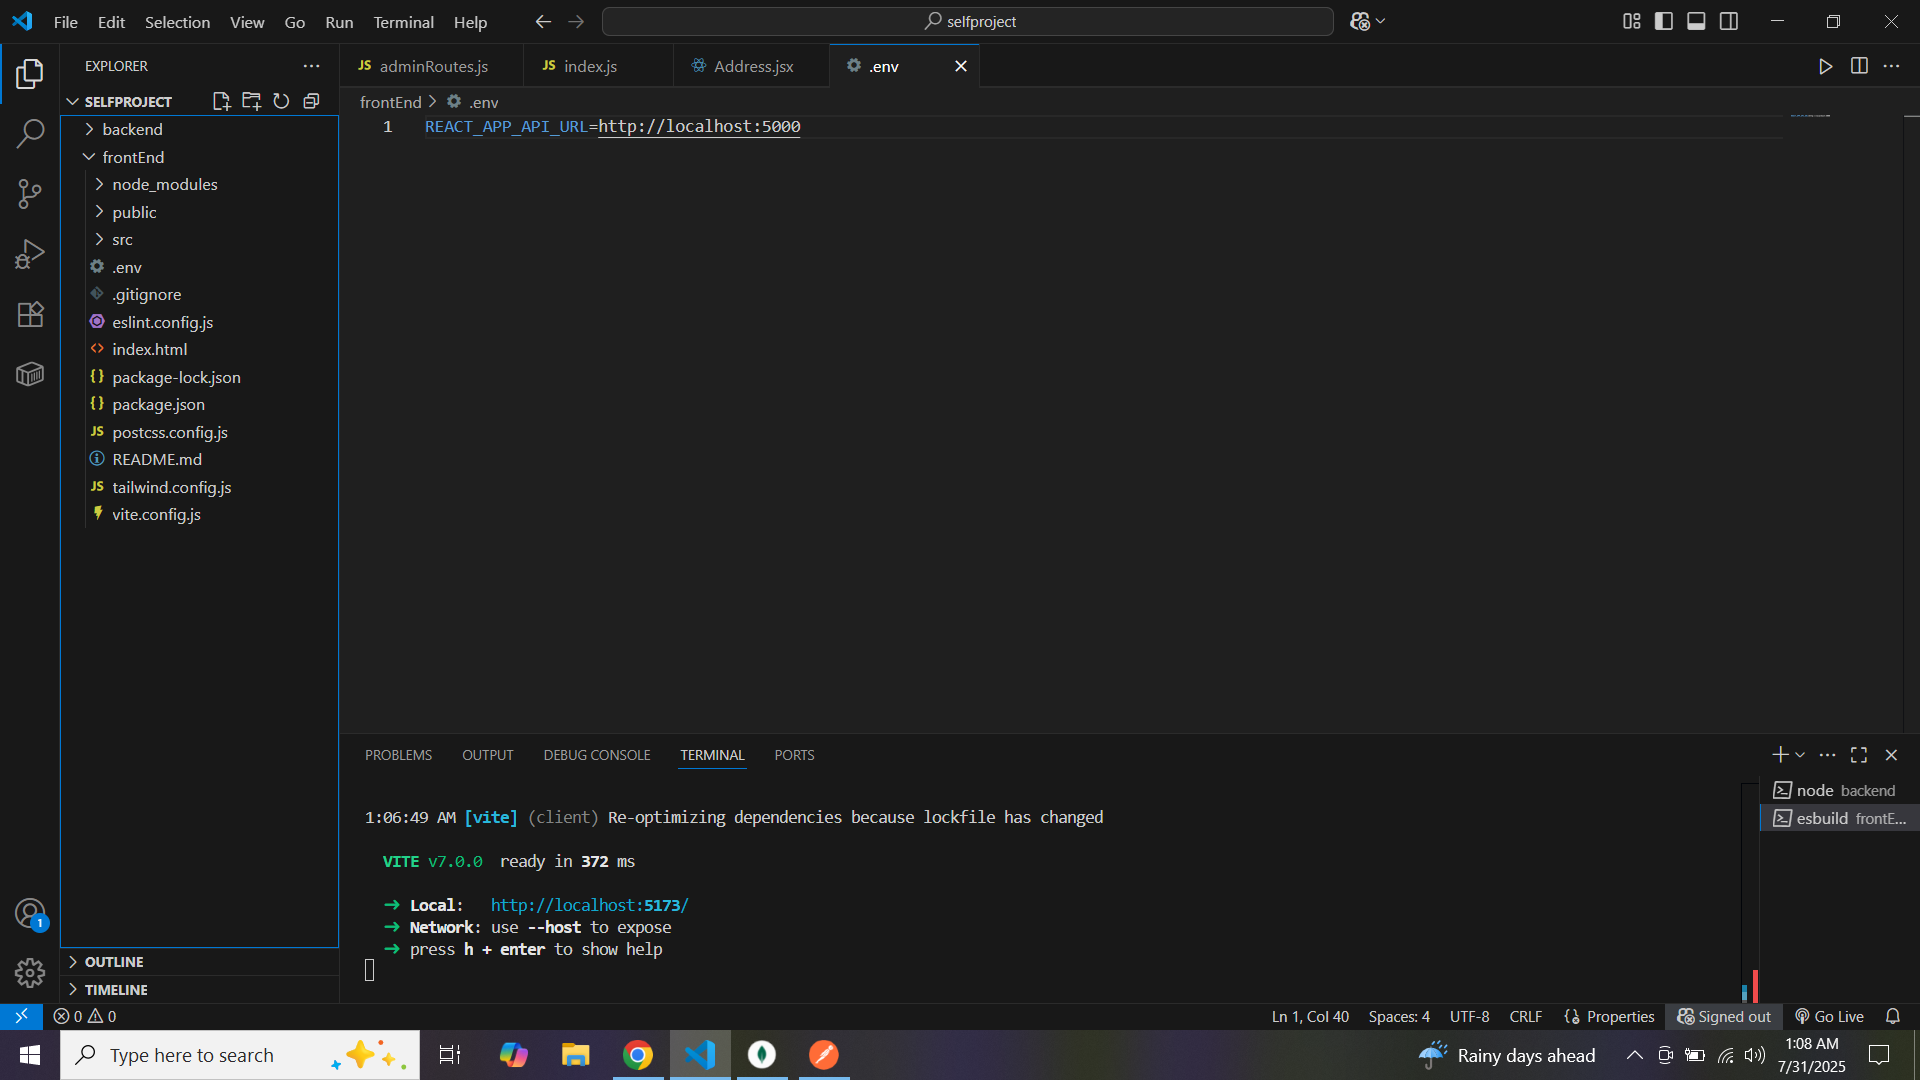 File Edit Selection View Go Run Terminal Help
selfproject
EXPLORER
SELFPROJECT
backend
frontEnd
node_modules
public
src
.env
.gitignore
eslint.config.js
index.html
package-lock.json
package.json
postcss.config.js
README.md
tailwind.config.js
vite.config.js
OUTLINE
TIMELINE
JS adminRoutes.js
JS index.js
Address.jsx
.env
frontEnd > .env
1 REACT_APP_API_URL=http://localhost:5000
PROBLEMS OUTPUT DEBUG CONSOLE TERMINAL PORTS
1:06:49 AM [vite] (client) Re-optimizing dependencies because lockfile has changed
VITE v7.0.0 ready in 372 ms
➜ Local: http://localhost:5173/
➜ Network: use --host to expose
➜ press h + enter to show help
node backend
esbuild frontE...
1
0 0
Ln 1, Col 40 Spaces: 4 UTF-8 CRLF {} Properties Signed out Go Live
Type here to search
Rainy days ahead
1:08 AM
7/31/2025